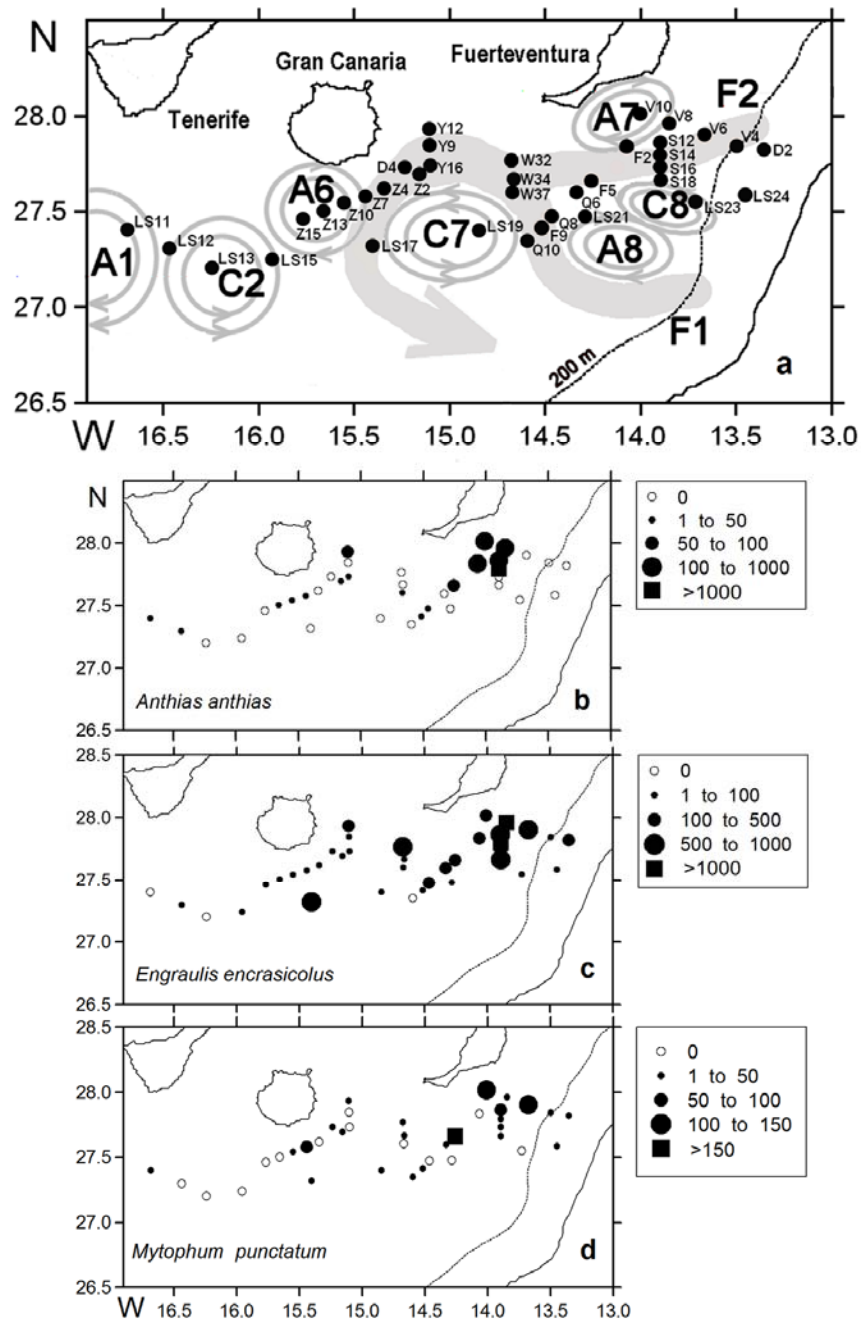 N
Gran Canaria
Fuerteventura
Tenerife
28.0
27.5
27.0
26.5
A7
V10
V8
F2
V6
V4
D2
Y12
Y9
Y16
D4
Z2
Z4
Z7
Z10
Z13
Z15
A6
W32
W34
W37
F2
S12
S14
S16
S18
F5
Q6
Q8
F9
Q10
LS21
C8
LS23
LS24
A8
F1
C7
LS19
LS17
LS15
C2
LS13
LS12
LS11
A1
200 m
a
W
16.5
16.0
15.5
15.0
14.5
14.0
13.5
13.0
N
28.0
27.5
27.0
26.5
Anthias anthias
b
0
1 to 50
50 to 100
100 to 1000
>1000
28.5
28.0
27.5
27.0
26.5
Engraulis encrasicolus
c
0
1 to 100
100 to 500
500 to 1000
>1000
28.5
28.0
27.5
27.0
26.5
Mytophum punctatum
d
0
1 to 50
50 to 100
100 to 150
>150
W
16.5
16.0
15.5
15.0
14.5
14.0
13.5
13.0